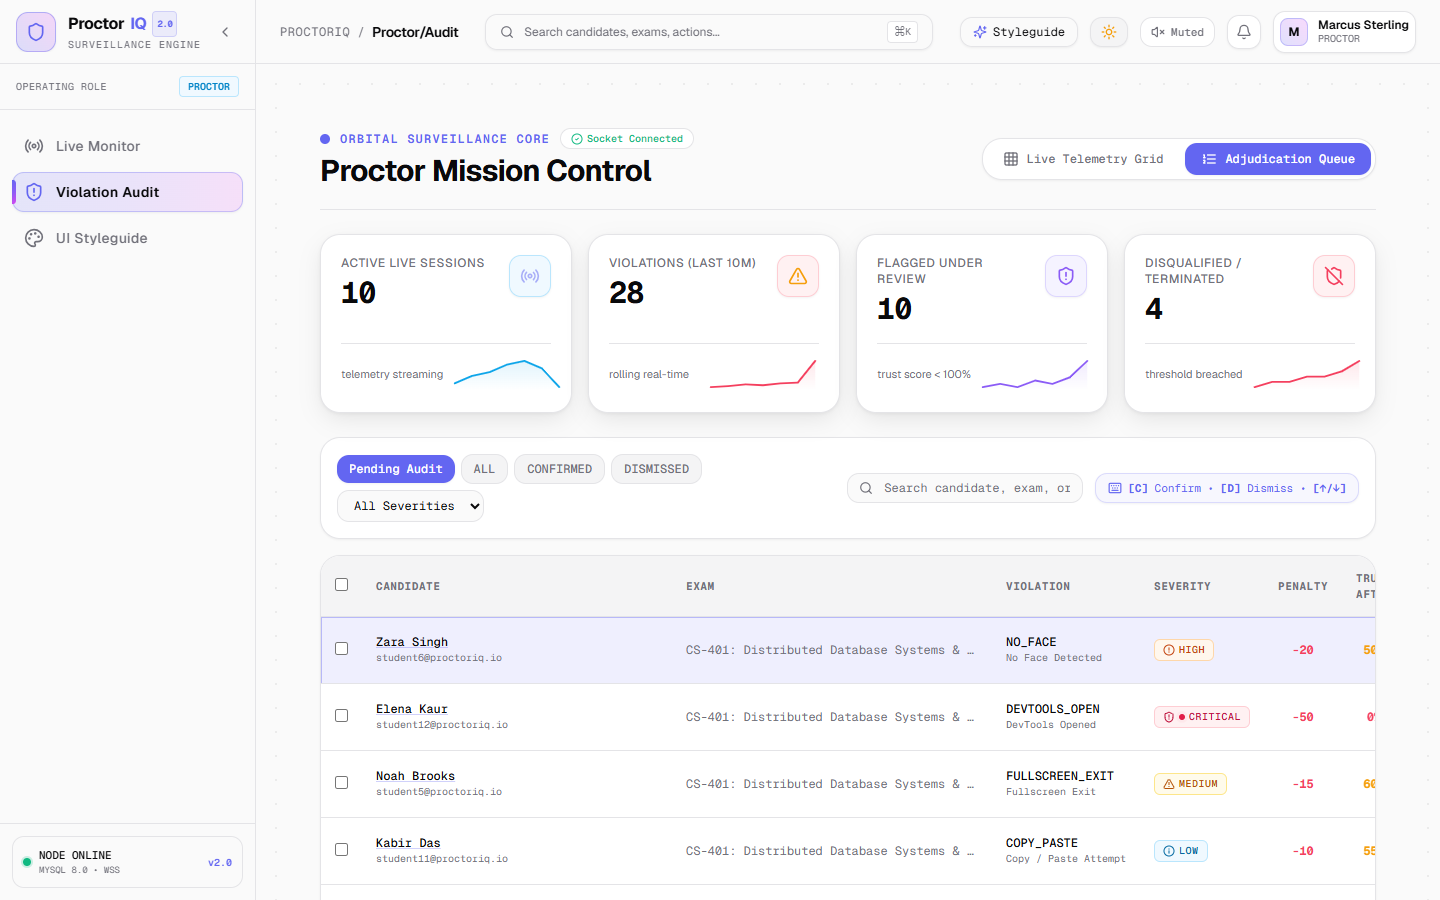 Proctor IQ 2.0
SURVEILLANCE ENGINE
OPERATING ROLE
PROCTOR
Live Monitor
Violation Audit
UI Styleguide
NODE ONLINE
MYSQL 8.0 • WSS
v2.0
PROCTORIQ / Proctor/Audit
Search candidates, exams, actions...
⌘K
Styleguide
Muted
M
Marcus Sterling
PROCTOR
ORBITAL SURVEILLANCE CORE
Socket Connected
Proctor Mission Control
Live Telemetry Grid
Adjudication Queue
ACTIVE LIVE SESSIONS
10
telemetry streaming
VIOLATIONS (LAST 10M)
28
rolling real-time
FLAGGED UNDER
REVIEW
10
trust score < 100%
DISQUALIFIED /
TERMINATED
4
threshold breached
Pending Audit
ALL
CONFIRMED
DISMISSED
All Severities
Search candidate, exam, or
[C] Confirm • [D] Dismiss • [↑/↓]
CANDIDATE
EXAM
VIOLATION
SEVERITY
PENALTY
TRU
AFT
Zara Singh
student6@proctoriq.io
CS-401: Distributed Database Systems & …
NO_FACE
No Face Detected
HIGH
-20
50
Elena Kaur
student12@proctoriq.io
CS-401: Distributed Database Systems & …
DEVTOOLS_OPEN
DevTools Opened
CRITICAL
-50
0
Noah Brooks
student5@proctoriq.io
CS-401: Distributed Database Systems & …
FULLSCREEN_EXIT
Fullscreen Exit
MEDIUM
-15
60
Kabir Das
student11@proctoriq.io
CS-401: Distributed Database Systems & …
COPY_PASTE
Copy / Paste Attempt
LOW
-10
55